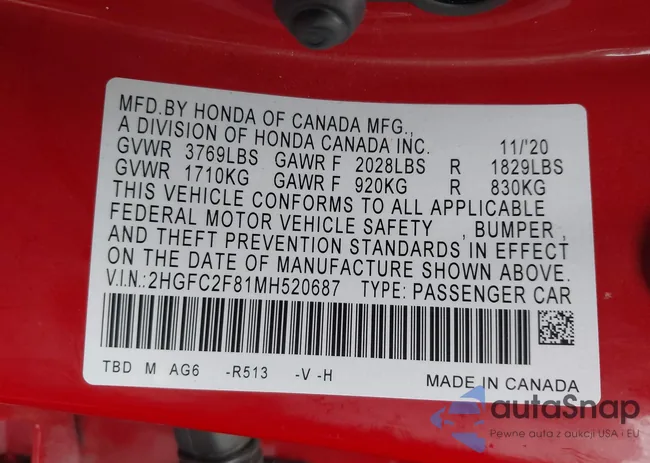 MFD.BY HONDA OF CANADA MFG.,
A DIVISION OF HONDA CANADA INC. 11/'20
GVWR 3769LBS GAWR F 2028LBS R 1829LBS
GVWR 1710KG GAWR F 920KG R 830KG
THIS VEHICLE CONFORMS TO ALL APPLICABLE
FEDERAL MOTOR VEHICLE SAFETY , BUMPER ,
AND THEFT PREVENTION STANDARDS IN EFFECT
ON THE DATE OF MANUFACTURE SHOWN ABOVE.
V.I.N.:2HGFC2F81MH520687 TYPE: PASSENGER CAR
TBD M AG6 -R513 -V -H MADE IN CANADA
autaSnap
Pewne auta z aukcji USA i EU